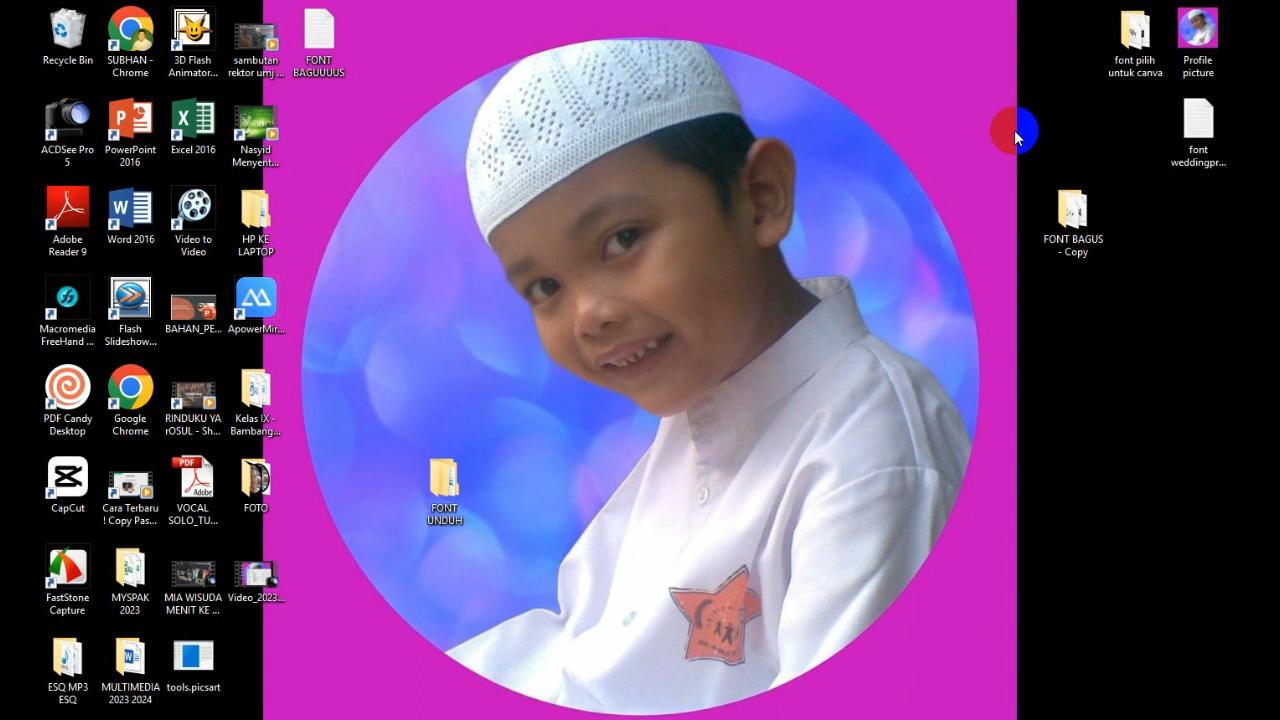 Recycle Bin
SUBHAN -
Chrome
3D Flash
Animator...
sambutan
rektor umj ...
FONT
BAGUUUUS
font pilih
untuk canva
Profile
picture
ACDSee Pro
5
PowerPoint
2016
Excel 2016
Nasyid
Menyent...
font
weddingpr...
Adobe
Reader 9
Word 2016
Video to
Video
HP KE
LAPTOP
FONT BAGUS
- Copy
Macromedia
FreeHand ...
Flash
Slideshow...
BAHAN_PE...
ApowerMir...
PDF Candy
Desktop
Google
Chrome
RINDUKU YA
rOSUL - Sh...
Kelas IX -
Bambang...
CapCut
Cara Terbaru
! Copy Pas...
PDF
Adobe
VOCAL
SOLO_TU...
FOTO
FONT
UNDUH
FastStone
Capture
MYSPAK
2023
MIA WISUDA
MENIT KE ...
Video_2023...
ESQ MP3
ESQ
MULTIMEDIA
2023 2024
tools.picsart